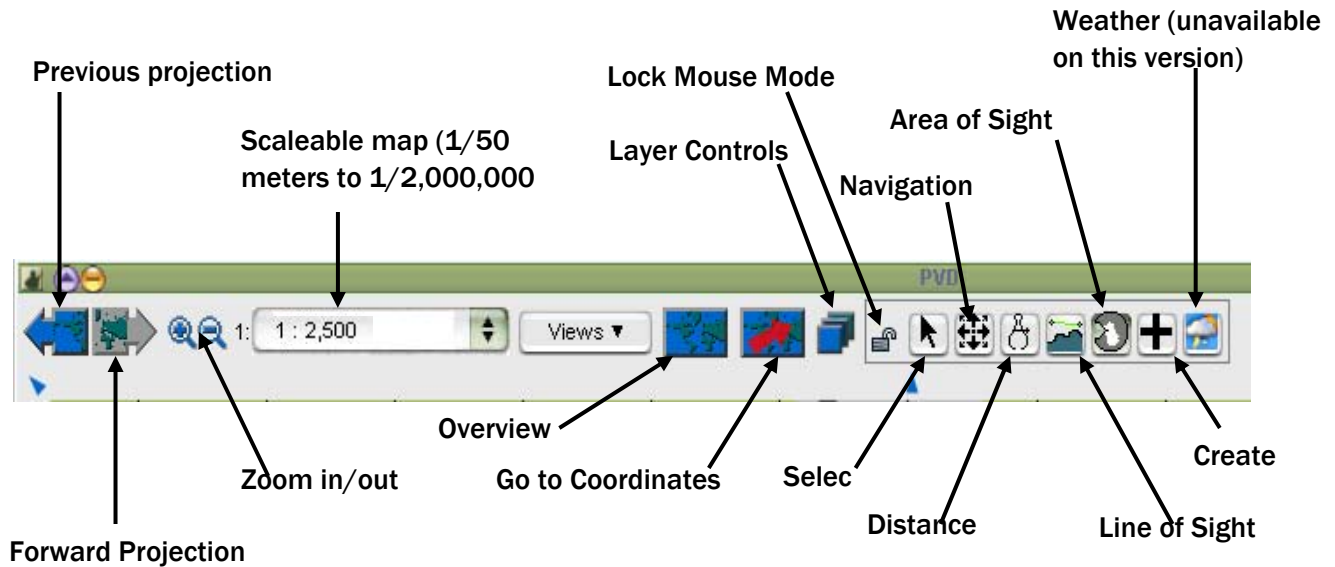 Weather (unavailable
on this version)
Previous projection
Lock Mouse Mode
Scaleable map (1/50
meters to 1/2,000,000
Area of Sight
Layer Controls
Navigation
PVD
1: 1 : 2,500
Views
Overview
Zoom in/out
Go to Coordinates
Selec
Create
Distance
Line of Sight
Forward Projection